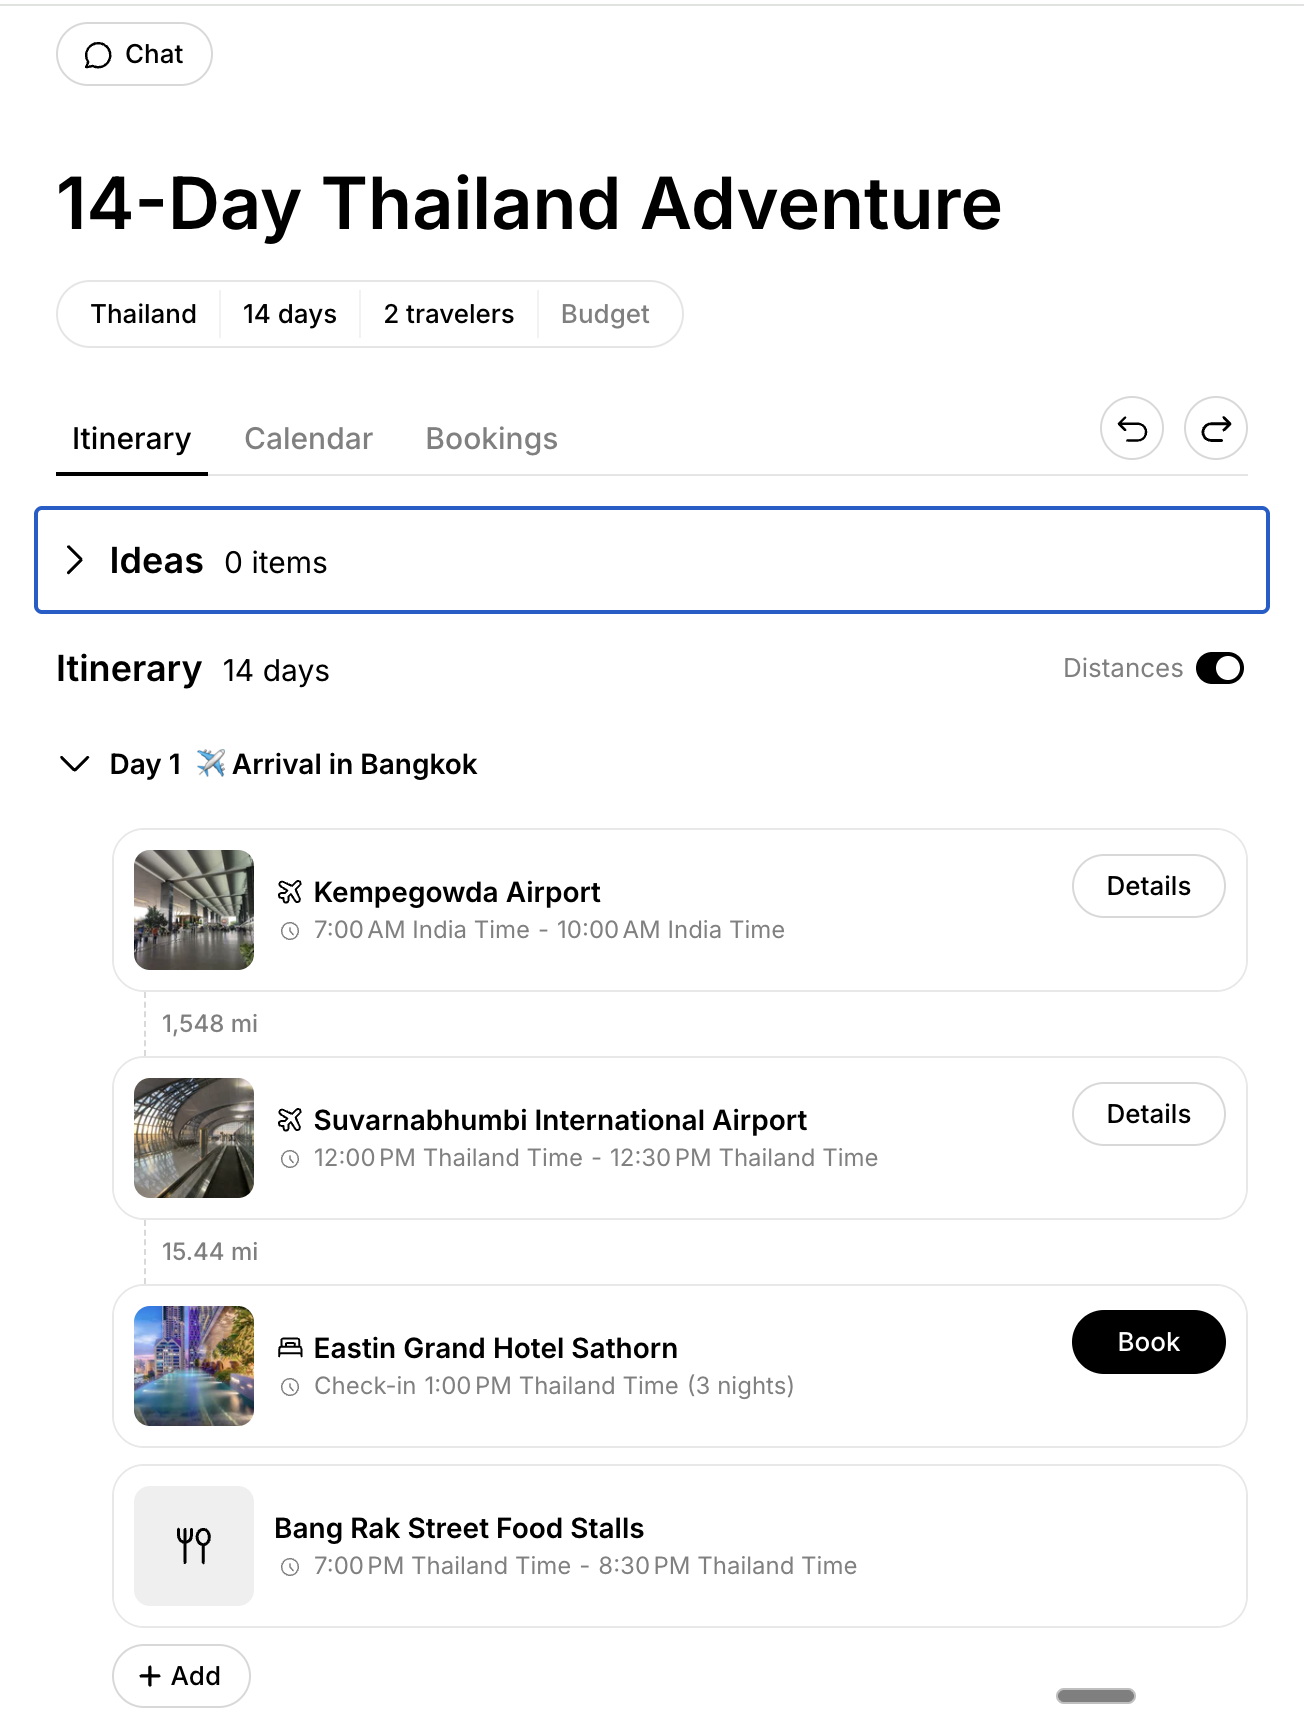 Chat
14-Day Thailand Adventure
Thailand 14 days 2 travelers Budget
Itinerary Calendar Bookings
Ideas 0 items
Itinerary 14 days Distances
Day 1 ✈️ Arrival in Bangkok
Kempegowda Airport Details
7:00 AM India Time - 10:00 AM India Time
1,548 mi
Suvarnabhumbi International Airport Details
12:00 PM Thailand Time - 12:30 PM Thailand Time
15.44 mi
Eastin Grand Hotel Sathorn Book
Check-in 1:00 PM Thailand Time (3 nights)
Bang Rak Street Food Stalls
7:00 PM Thailand Time - 8:30 PM Thailand Time
+ Add